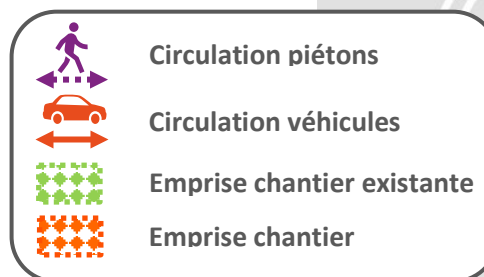 Circulation piétons
Circulation véhicules
Emprise chantier existante
Emprise chantier